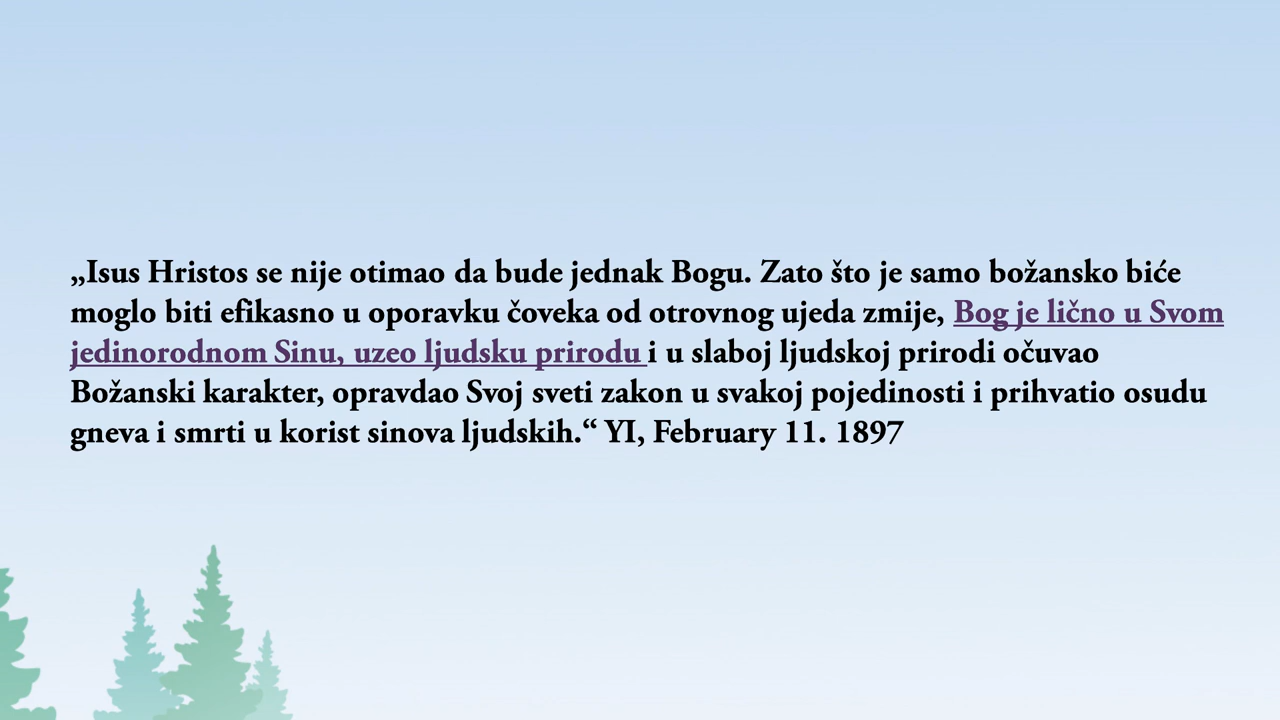 „Isus Hristos se nije otimao da bude jednak Bogu. Zato što je samo božansko biće
moglo biti efikasno u oporavku čoveka od otrovnog ujeda zmije, Bog je lično u Svom
jedinorodnom Sinu, uzeo ljudsku prirodu i u slaboj ljudskoj prirodi očuvao
Božanski karakter, opravdao Svoj sveti zakon u svakoj pojedinosti i prihvatio osudu
gneva i smrti u korist sinova ljudskih.“ YI, February 11. 1897